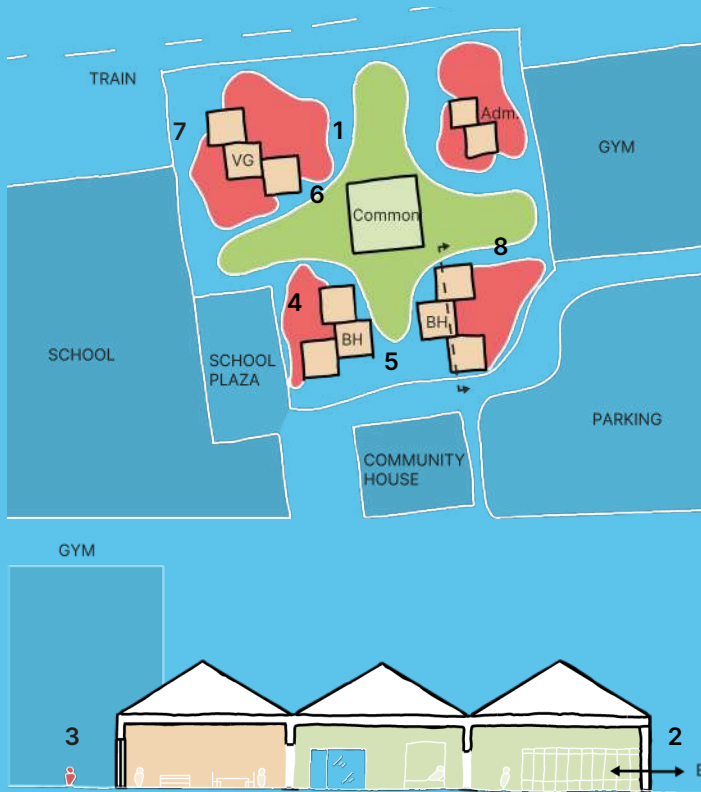 TRAIN
7
1
Adm.
VG
GYM
6
Common
8
4
BH
BH
SCHOOL
SCHOOL
PLAZA
5
PARKING
COMMUNITY
HOUSE
GYM
3
2
E